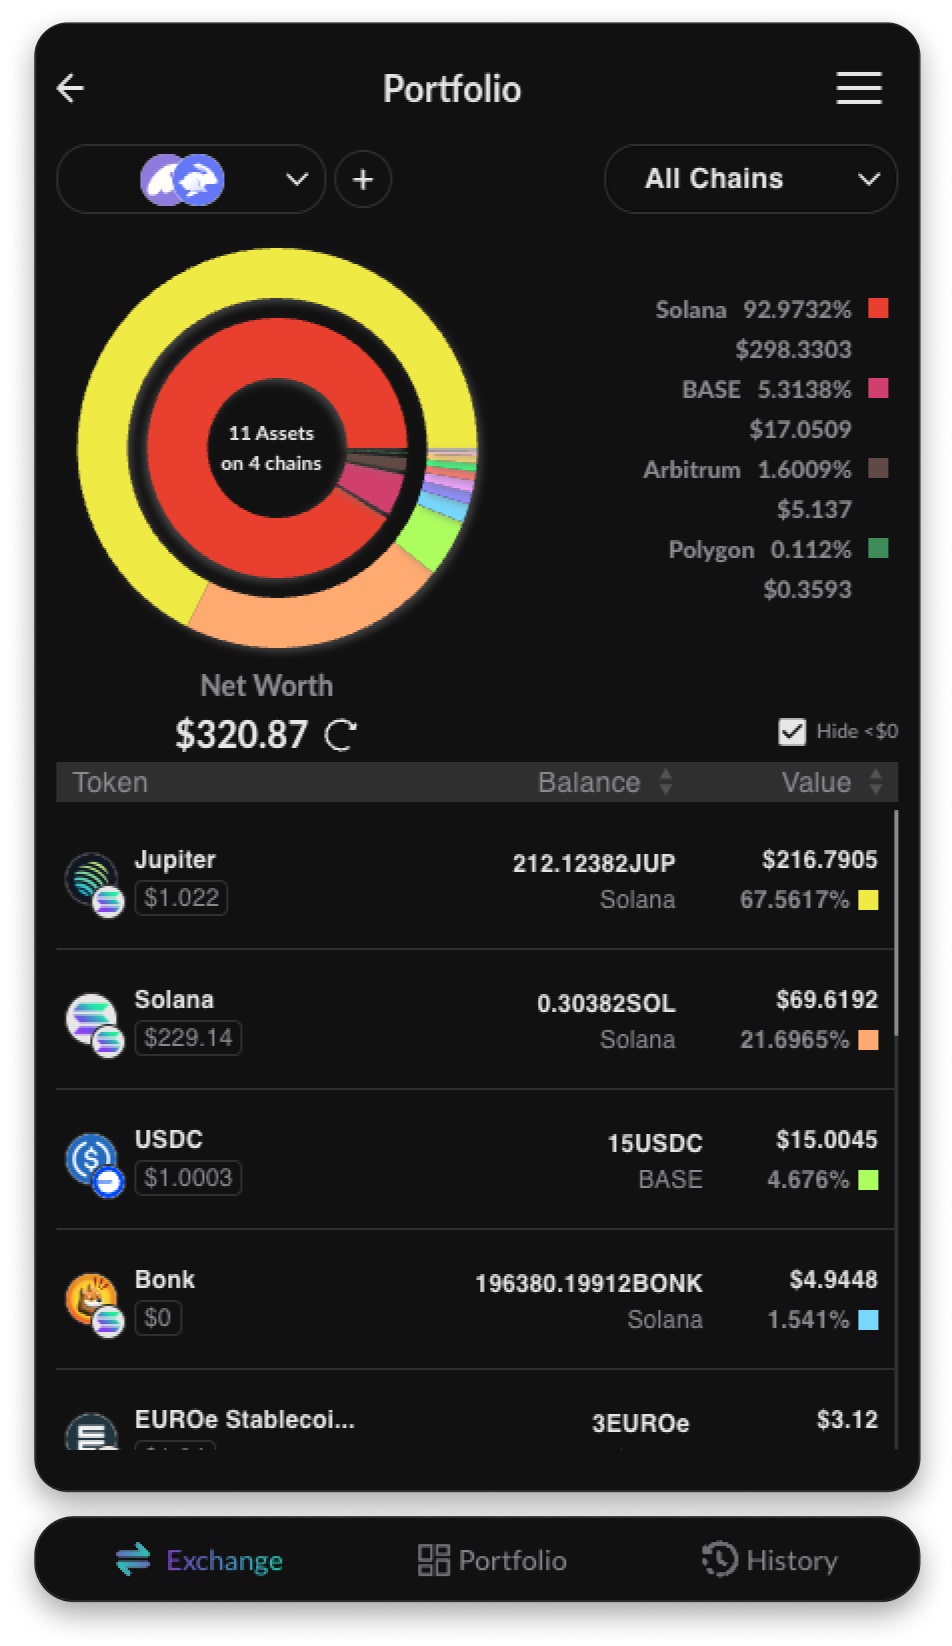 Portfolio
All Chains
Solana 92.9732%
$298.3303
BASE 5.3138%
$17.0509
Arbitrum 1.6009%
$5.137
Polygon 0.112%
$0.3593
11 Assets
on 4 chains
Net Worth
$320.87
Hide <$0
Token Balance Value
Jupiter 212.12382JUP $216.7905
$1.022 Solana 67.5617%
Solana 0.30382SOL $69.6192
$229.14 Solana 21.6965%
USDC 15USDC $15.0045
$1.0003 BASE 4.676%
Bonk 196380.19912BONK $4.9448
$0 Solana 1.541%
EUROe Stablecoi... 3EUROe $3.12
Exchange Portfolio History